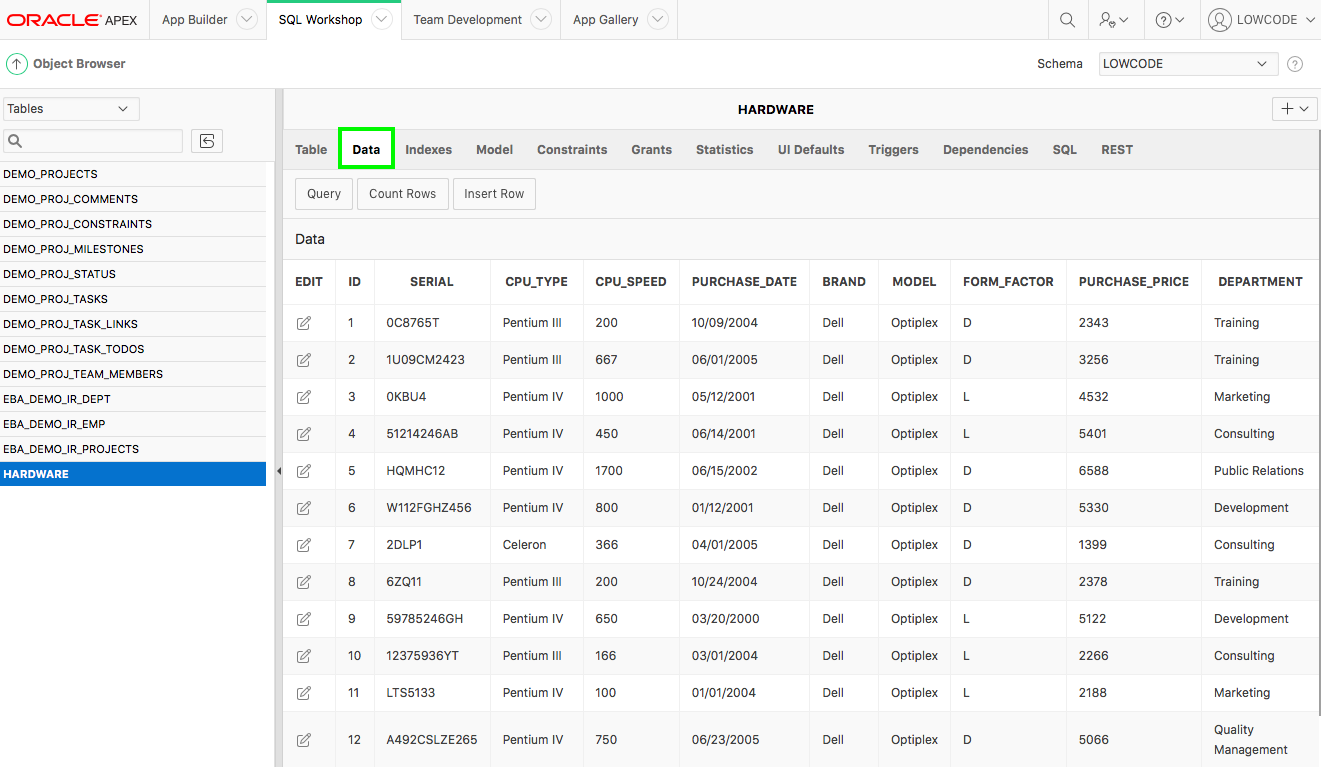 ORACLE APEX App Builder SQL Workshop Team Development App Gallery LOWCODE
Object Browser Schema LOWCODE
Tables
HARDWARE
Table Data Indexes Model Constraints Grants Statistics UI Defaults Triggers Dependencies SQL REST
Query Count Rows Insert Row
Data
DEMO_PROJECTS
DEMO_PROJ_COMMENTS
DEMO_PROJ_CONSTRAINTS
DEMO_PROJ_MILESTONES
DEMO_PROJ_STATUS
DEMO_PROJ_TASKS
DEMO_PROJ_TASK_LINKS
DEMO_PROJ_TASK_TODOS
DEMO_PROJ_TEAM_MEMBERS
EBA_DEMO_IR_DEPT
EBA_DEMO_IR_EMP
EBA_DEMO_IR_PROJECTS
HARDWARE
EDIT ID SERIAL CPU_TYPE CPU_SPEED PURCHASE_DATE BRAND MODEL FORM_FACTOR PURCHASE_PRICE DEPARTMENT
1 0C8765T Pentium III 200 10/09/2004 Dell Optiplex D 2343 Training
2 1U09CM2423 Pentium III 667 06/01/2005 Dell Optiplex D 3256 Training
3 0KBU4 Pentium IV 1000 05/12/2001 Dell Optiplex L 4532 Marketing
4 51214246AB Pentium IV 450 06/14/2001 Dell Optiplex L 5401 Consulting
5 HQMHC12 Pentium IV 1700 06/15/2002 Dell Optiplex D 6588 Public Relations
6 W112FGHZ456 Pentium IV 800 01/12/2001 Dell Optiplex D 5330 Development
7 2DLP1 Celeron 366 04/01/2005 Dell Optiplex D 1399 Consulting
8 6ZQ11 Pentium III 200 10/24/2004 Dell Optiplex D 2378 Training
9 59785246GH Pentium IV 650 03/20/2000 Dell Optiplex L 5122 Development
10 12375936YT Pentium III 166 03/01/2004 Dell Optiplex L 2266 Consulting
11 LTS5133 Pentium IV 100 01/01/2004 Dell Optiplex L 2188 Marketing
12 A492CSLZE265 Pentium IV 750 06/23/2005 Dell Optiplex D 5066 Quality
Management